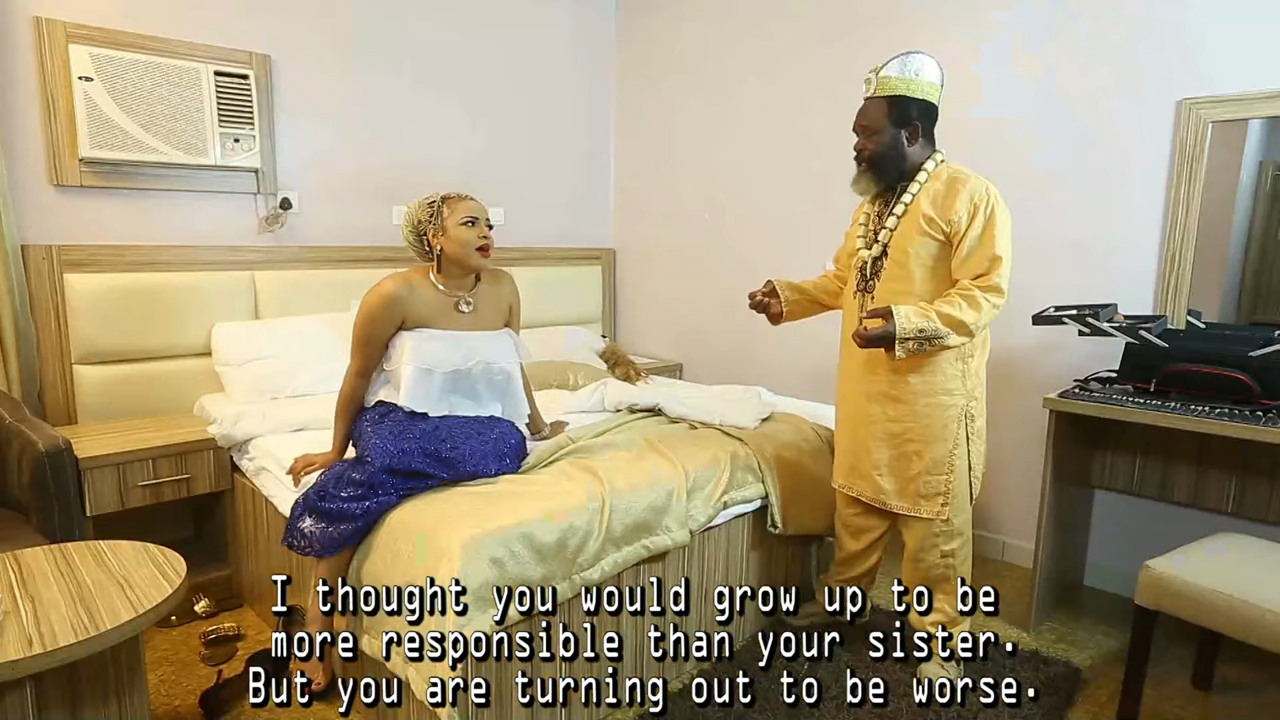 I thought you would grow up to be
more responsible than your sister.
But you are turning out to be worse.